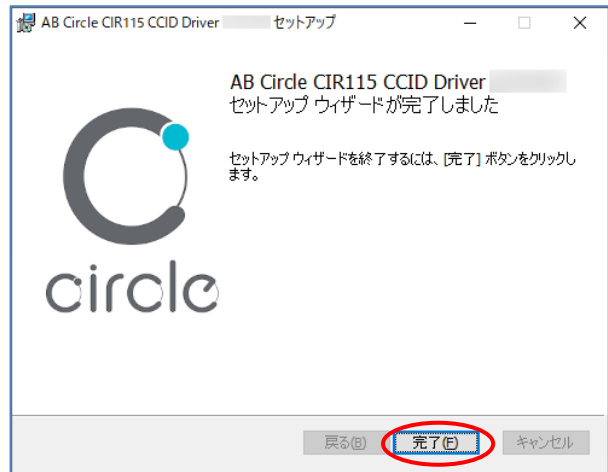 AB Circle CIR115 CCID Driver セットアップ
AB Circle CIR115 CCID Driver
セットアップ ウィザードが完了しました
セットアップ ウィザードを終了するには、[完了] ボタンをクリックし
ます。
circle
戻る(B) 完了(F) キャンセル